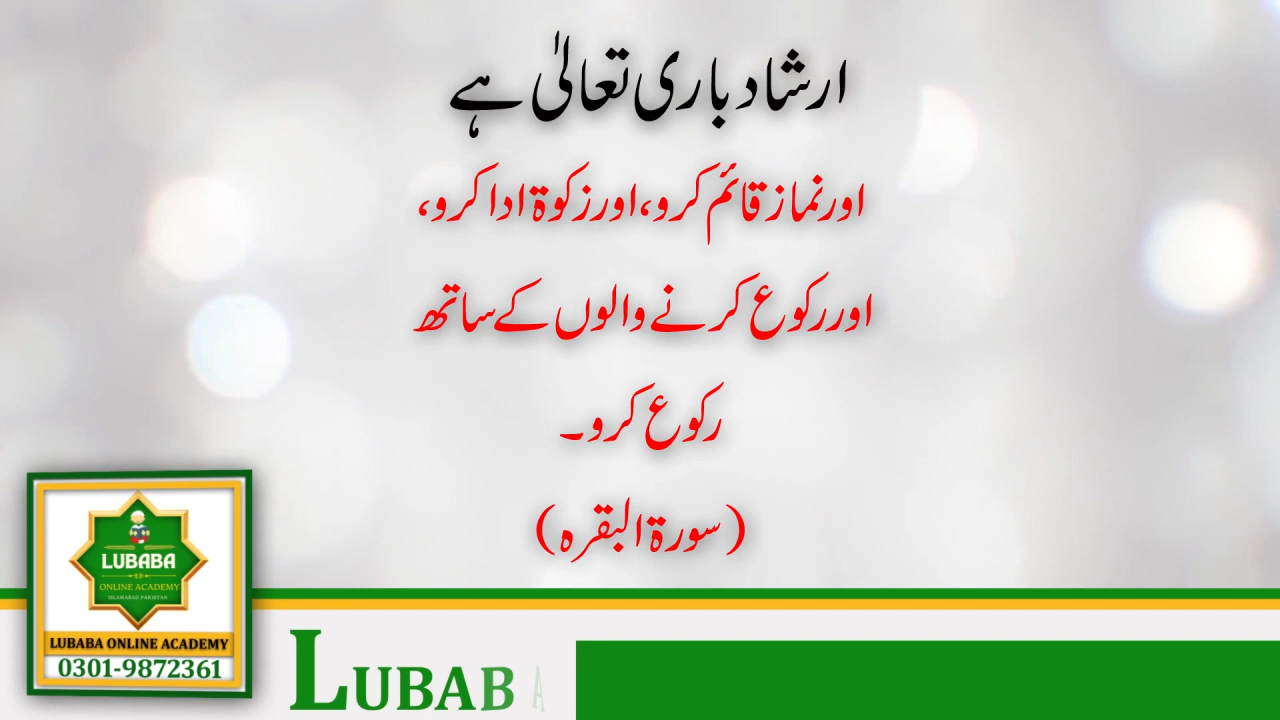 ارشاد باری تعالیٰ ہے
اور نماز قائم کرو، اور زکوۃ ادا کرو،
اور رکوع کرنے والوں کے ساتھ
رکوع کرو۔
(سورۃ البقرہ)
LUBABA
ONLINE ACADEMY
ISLAMABAD PAKISTAN
LUBABA ONLINE ACADEMY
0301-9872361
LUBABA